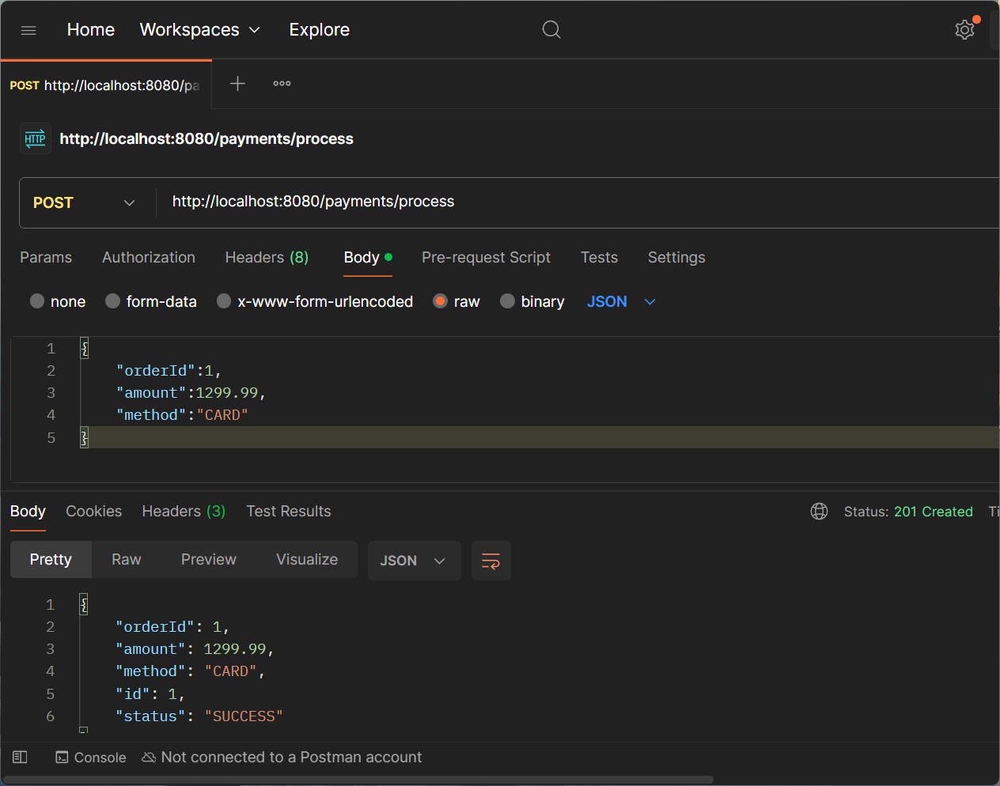 Home Workspaces Explore
POST http://localhost:8080/pa
HTTP http://localhost:8080/payments/process
POST http://localhost:8080/payments/process
Params Authorization Headers (8) Body Pre-request Script Tests Settings
none form-data x-www-form-urlencoded raw binary JSON
1 {
2 "orderId":1,
3 "amount":1299.99,
4 "method":"CARD"
5 }
Body Cookies Headers (3) Test Results Status: 201 Created Ti
Pretty Raw Preview Visualize JSON
1 {
2 "orderId": 1,
3 "amount": 1299.99,
4 "method": "CARD",
5 "id": 1,
6 "status": "SUCCESS"
Console Not connected to a Postman account